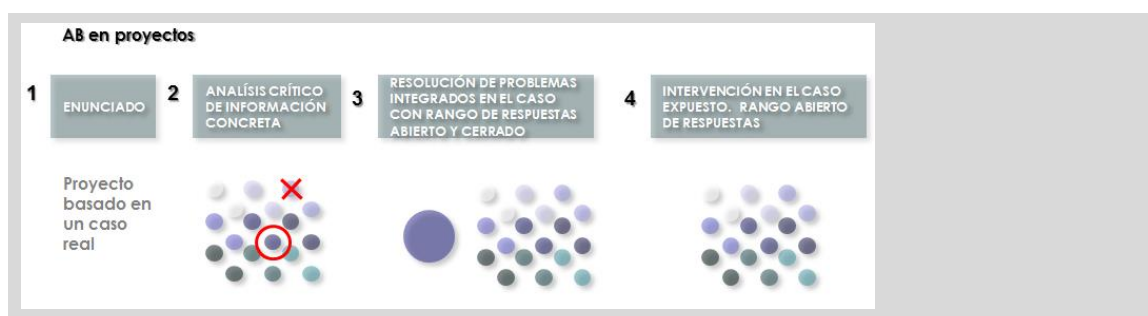 AB en proyectos
1
ENUNCIADO
2
ANALÍSIS CRÍTICO
DE INFORMACIÓN
CONCRETA
3
RESOLUCIÓN DE PROBLEMAS
INTEGRADOS EN EL CASO
CON RANGO DE RESPUESTAS
ABIERTO Y CERRADO
4
INTERVENCIÓN EN EL CASO
EXPUESTO. RANGO ABIERTO
DE RESPUESTAS
Proyecto
basado en
un caso
real